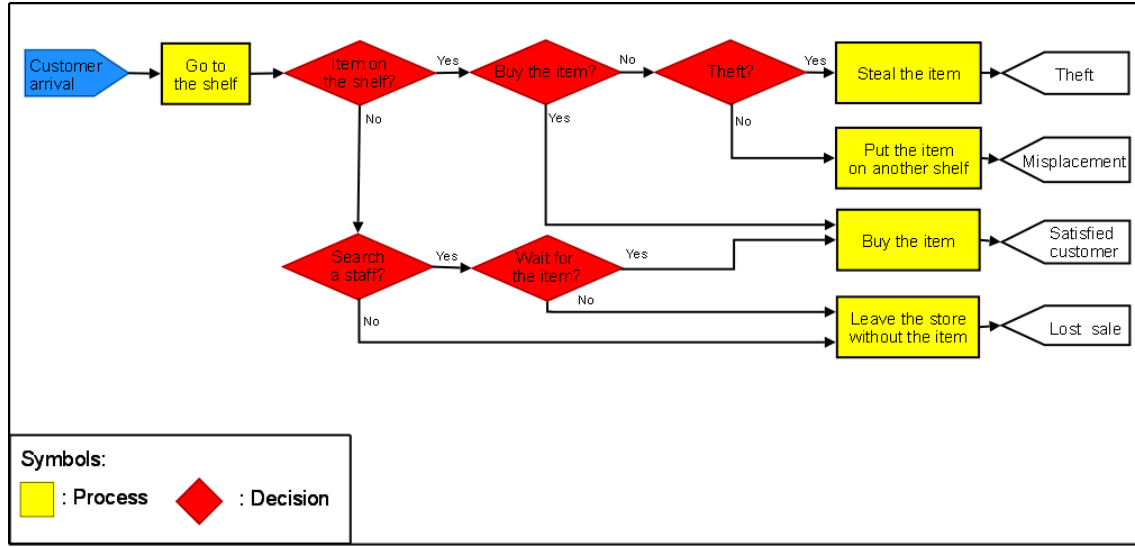 Customer
arrival
Go to
the shelf
Item on
the shelf?
Yes
Buy the item?
No
Theft?
Yes
Steal the item
Theft
No
Yes
No
Put the item
on another shelf
Misplacement
Search
a staff?
Yes
Wait for
the item?
Yes
Buy the item
Satisfied
customer
No
No
Leave the store
without the item
Lost sale
Symbols:
: Process
: Decision